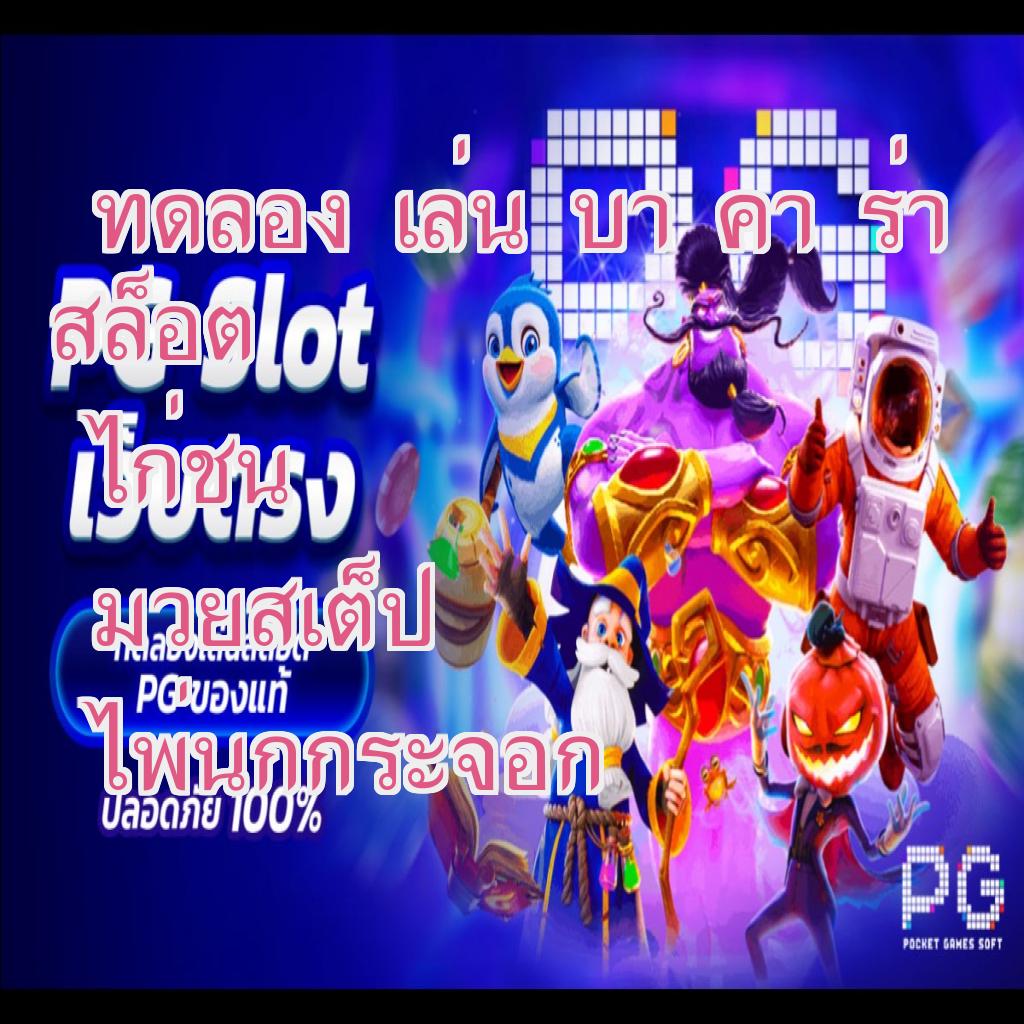 ทดลอง เล่น บา คา ร่า
สล็อต
PG Slot
ไก่ชน
เว็บตรง
มวยสเต็ป
ทดลองเล่นสล็อต
PG ของแท้
ไพ่นกกระจอก
ปลอดภัย 100%
PG
POCKET GAMES SOFT